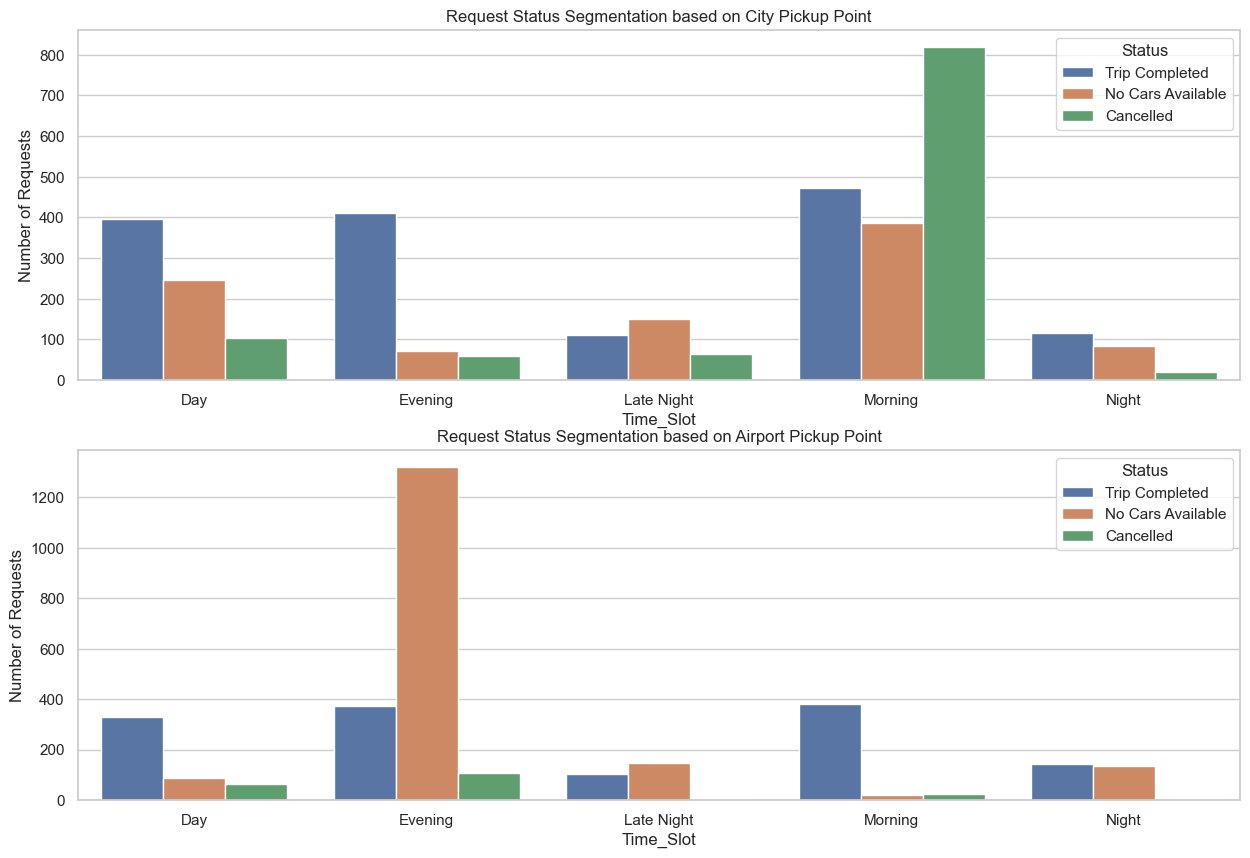 Request Status Segmentation based on City Pickup Point
Number of Requests
800
700
600
500
400
300
200
100
0
Status
Trip Completed
No Cars Available
Cancelled
Day Evening Late Night Morning Night
Time_Slot
Request Status Segmentation based on Airport Pickup Point
Number of Requests
1200
1000
800
600
400
200
0
Status
Trip Completed
No Cars Available
Cancelled
Day Evening Late Night Morning Night
Time_Slot